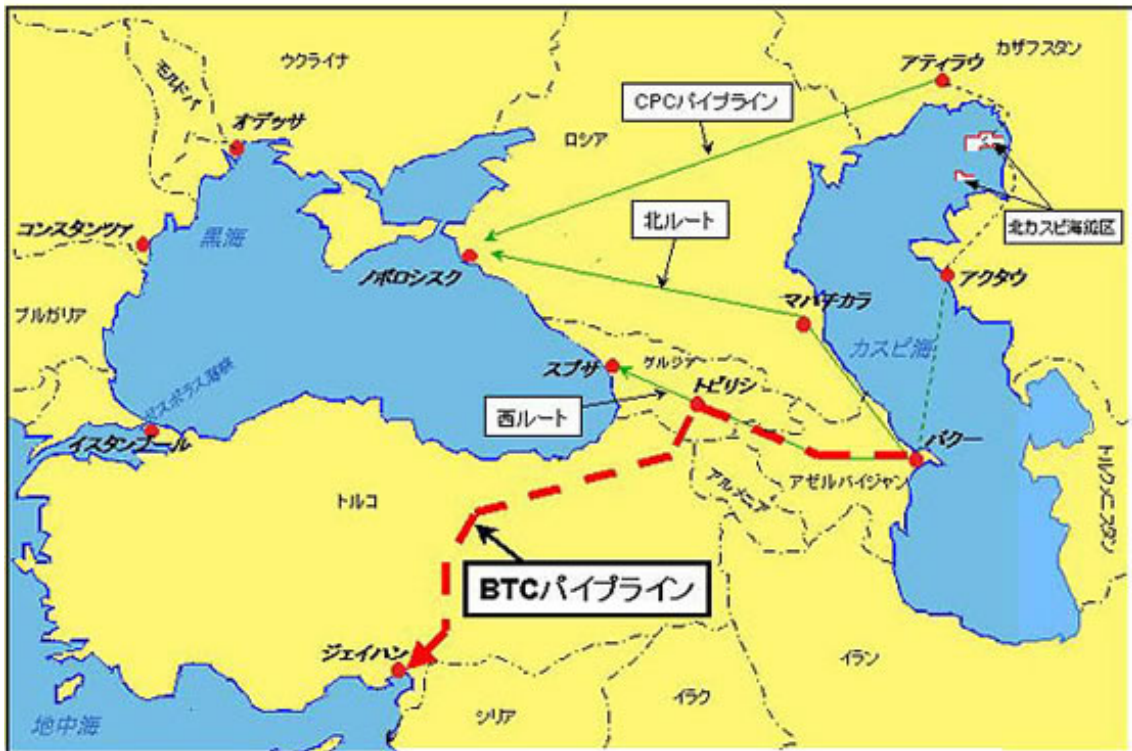 カザフスタン
アティラウ
ウクライナ
モルドバ
CPCパイプライン
オデッサ
ロシア
北ルート
北カスピ海鉱区
コンスタンツァ
黒海
ノボロシスク
アクタウ
ブルガリア
マハチカラ
カスピ海
スプサ
グルジア
トビリシ
ボスポラス海峡
西ルート
イスタンブール
バクー
アゼルバイジャン
アルメニア
トルクメニスタン
トルコ
BTCパイプライン
ジェイハン
イラン
イラク
シリア
地中海